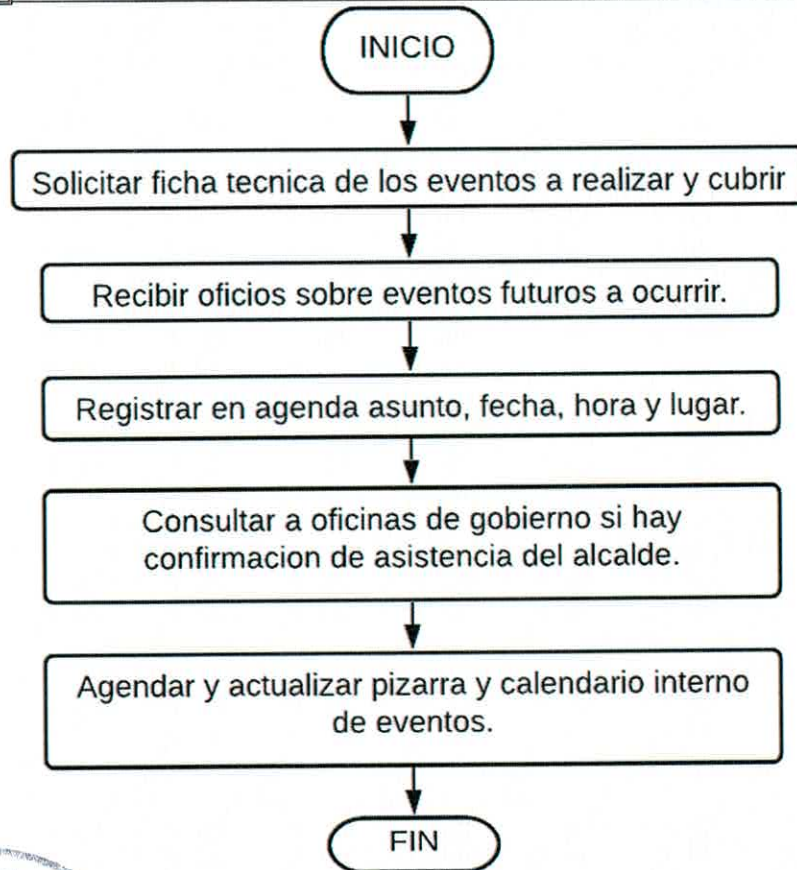 INICIO
Solicitar ficha tecnica de los eventos a realizar y cubrir
Recibir oficios sobre eventos futuros a ocurrir.
Registrar en agenda asunto, fecha, hora y lugar.
Consultar a oficinas de gobierno si hay
confirmacion de asistencia del alcalde.
Agendar y actualizar pizarra y calendario interno
de eventos.
FIN